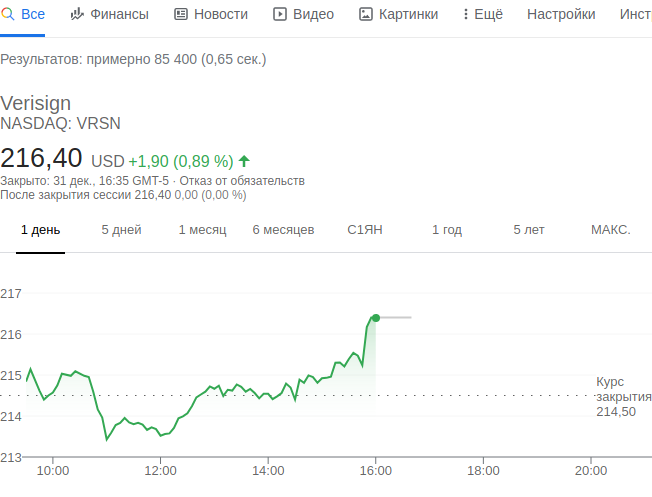 Все Финансы Новости Видео Картинки Ещё Настройки Инст
Результатов: примерно 85 400 (0,65 сек.)
Verisign
NASDAQ: VRSN
216,40 USD +1,90 (0,89 %)
Закрыто: 31 дек., 16:35 GMT-5 · Отказ от обязательств
После закрытия сессии 216,40 0,00 (0,00 %)
1 день 5 дней 1 месяц 6 месяцев С1ЯН 1 год 5 лет МАКС.
217
216
215
Курс
закрытия
214,50
214
213
10:00 12:00 14:00 16:00 18:00 20:00